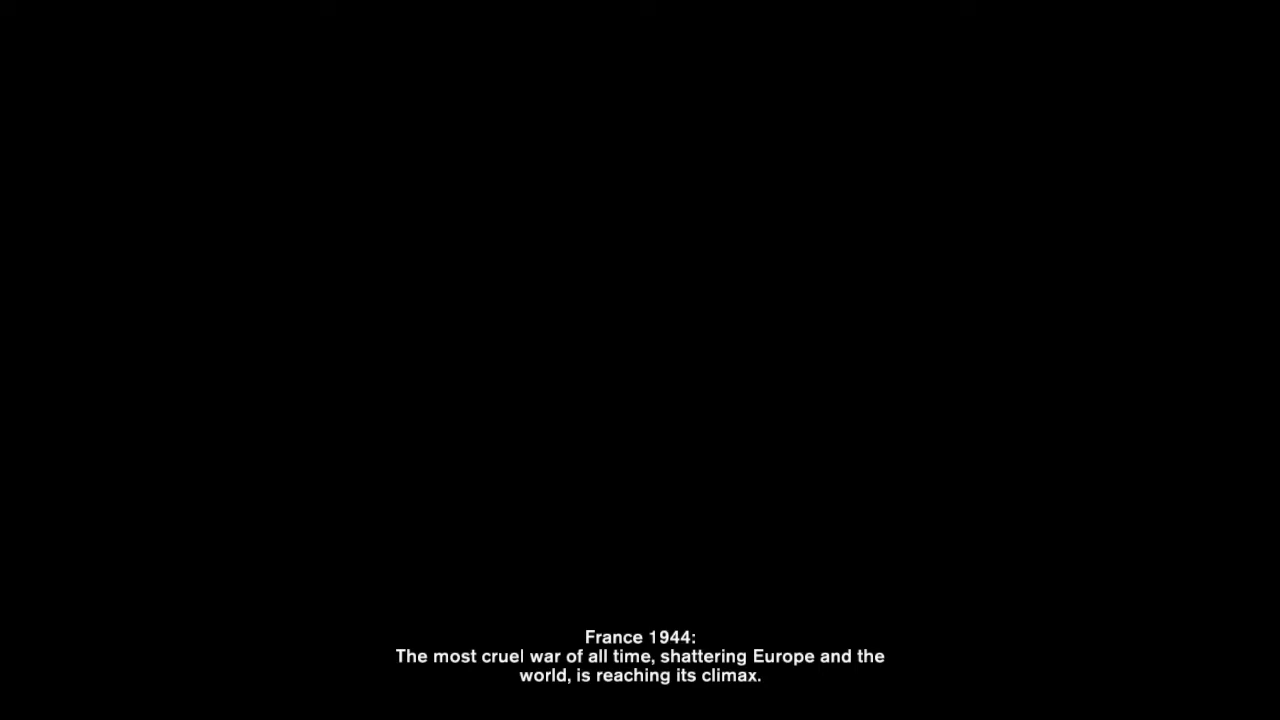 France 1944:
The most cruel war of all time, shattering Europe and the
world, is reaching its climax.